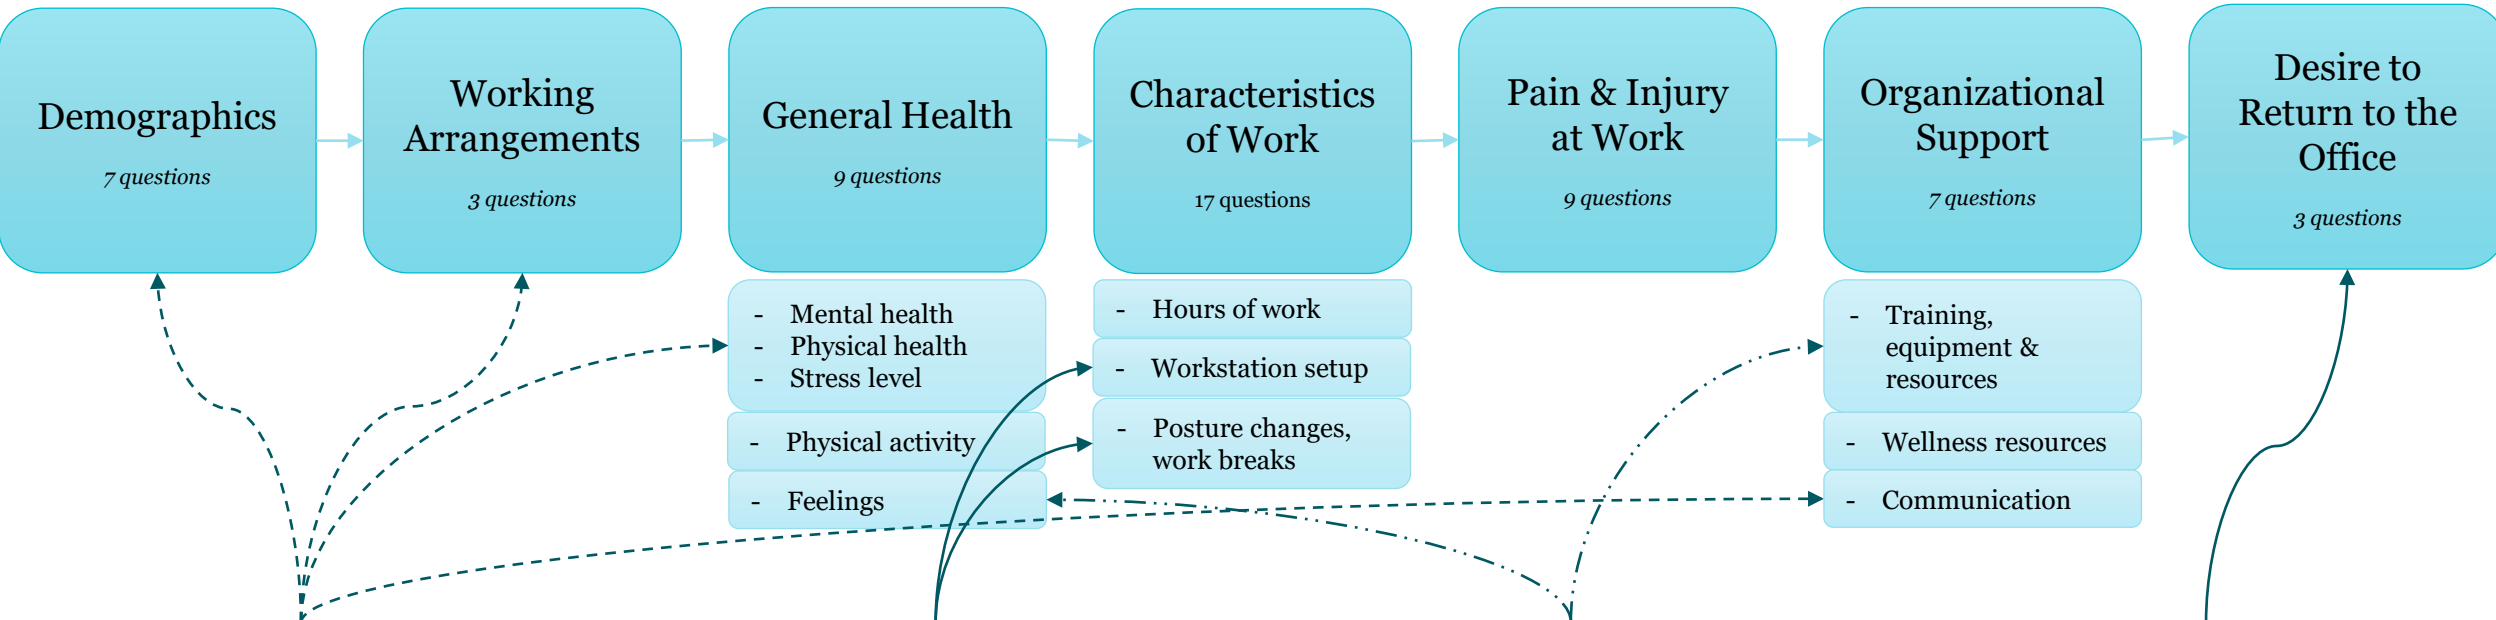 Demographics
7 questions
Working
Arrangements
3 questions
General Health
9 questions
Characteristics
of Work
17 questions
Pain & Injury
at Work
9 questions
Organizational
Support
7 questions
Desire to
Return to the
Office
3 questions
- Mental health
- Physical health
- Stress level
- Physical activity
- Feelings
- Hours of work
- Workstation setup
- Posture changes,
work breaks
- Training,
equipment &
resources
- Wellness resources
- Communication